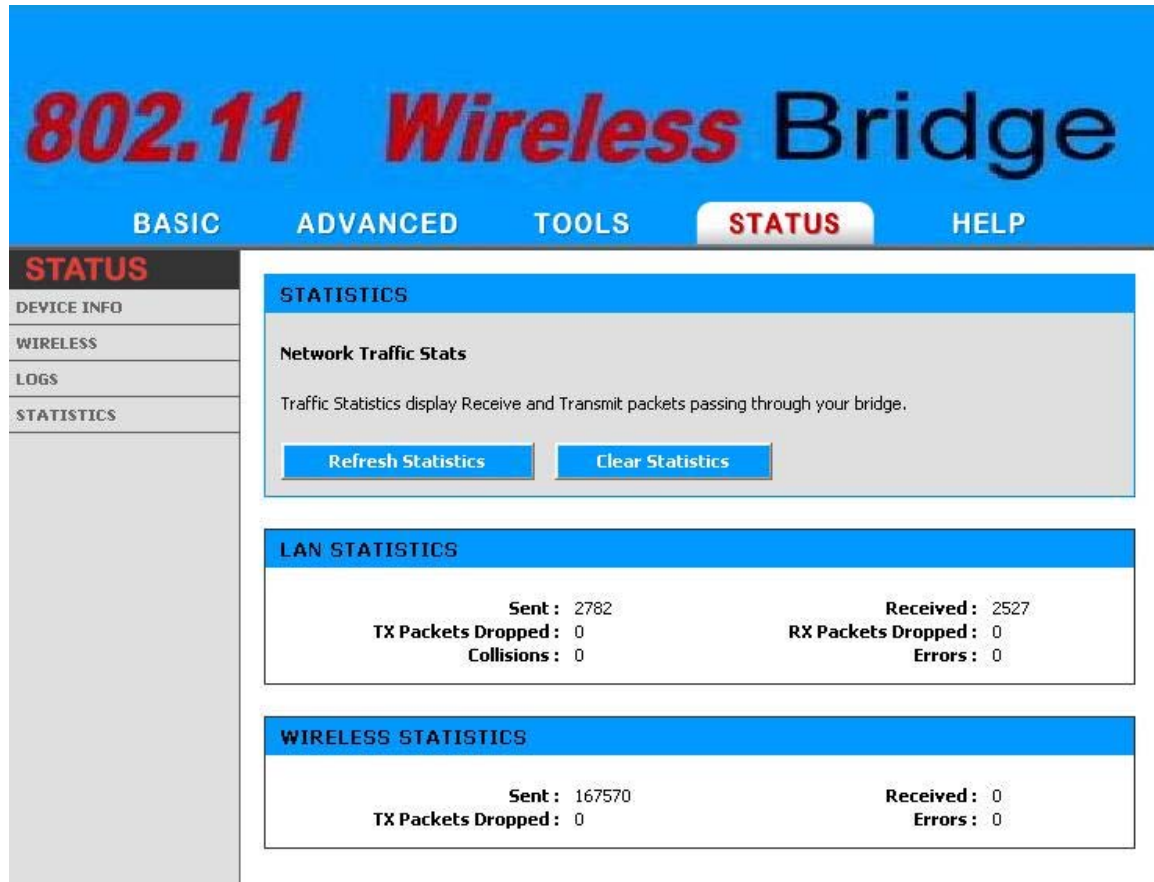 802.11 Wireless Bridge
BASIC ADVANCED TOOLS STATUS HELP
STATUS
DEVICE INFO
WIRELESS
LOGS
STATISTICS
STATISTICS
Network Traffic Stats
Traffic Statistics display Receive and Transmit packets passing through your bridge.
Refresh Statistics Clear Statistics
LAN STATISTICS
Sent : 2782 Received : 2527
TX Packets Dropped : 0 RX Packets Dropped : 0
Collisions : 0 Errors : 0
WIRELESS STATISTICS
Sent : 167570 Received : 0
TX Packets Dropped : 0 Errors : 0